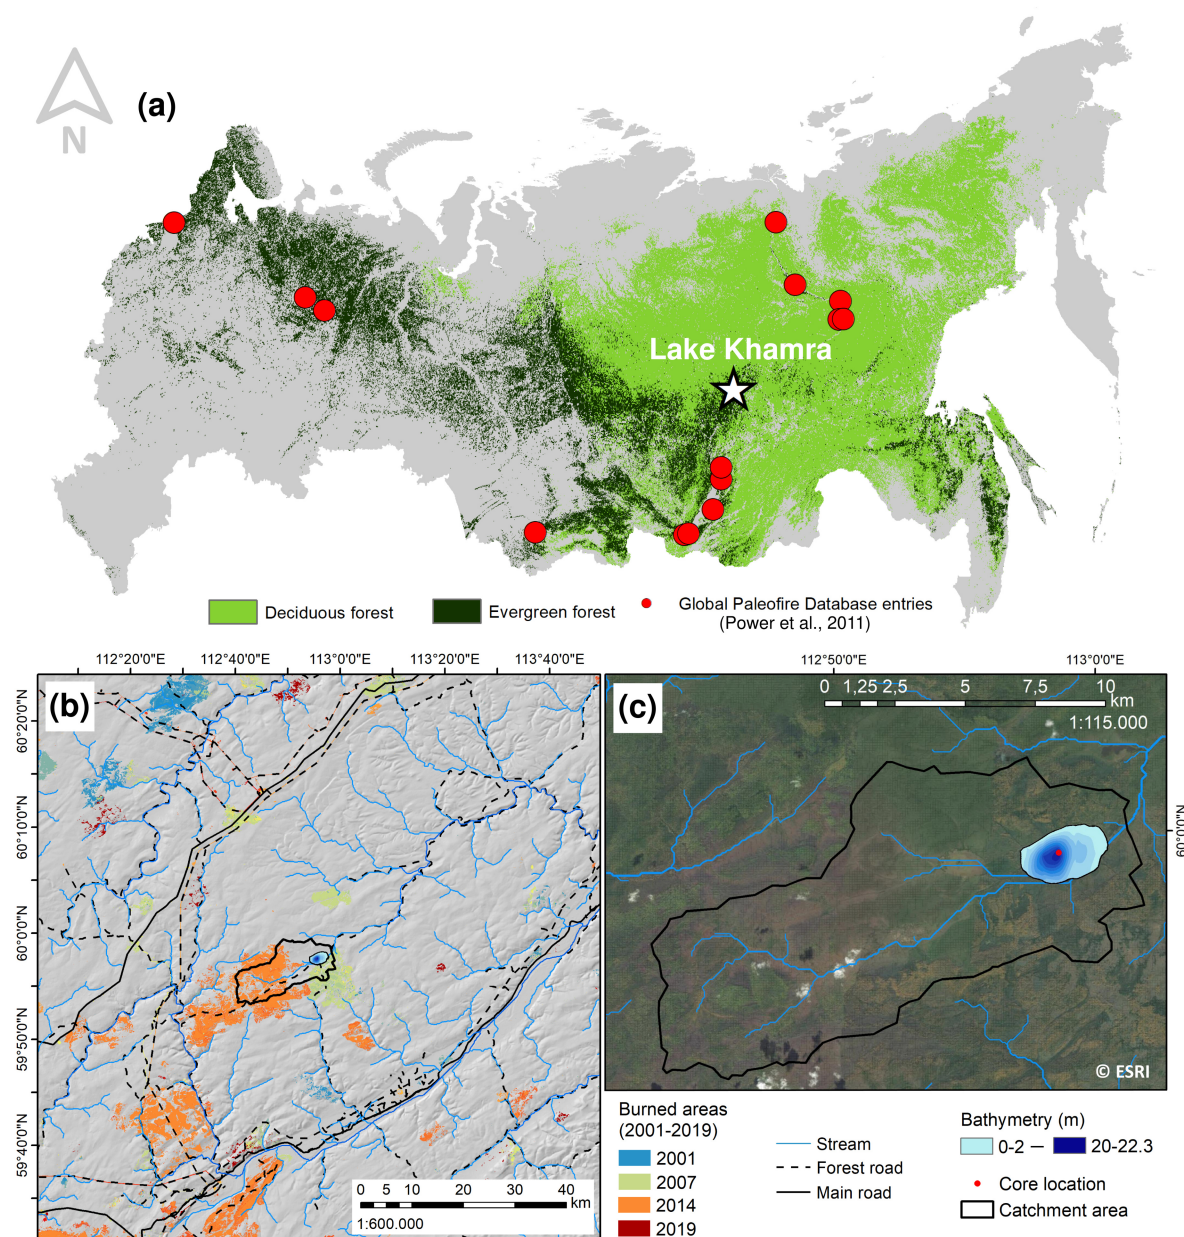 (a)
N
Lake Khamra
Deciduous forest
Evergreen forest
Global Paleofire Database entries
(Power et al., 2011)
112°20'0"E
112°40'0"E
113°0'0"E
113°20'0"E
113°40'0"E
112°50'0"E
113°0'0"E
(b)
60°20'0"N
60°10'0"N
60°0'0"N
59°50'0"N
59°40'0"N
0 5 10 20 30 40
km
1:600.000
(c)
0 1,25 2,5 5 7,5 10
km
1:115.000
60°0'0"N
© ESRI
Burned areas
(2001-2019)
2001
2007
2014
2019
Stream
Forest road
Main road
Bathymetry (m)
0-2 – 20-22.3
Core location
Catchment area